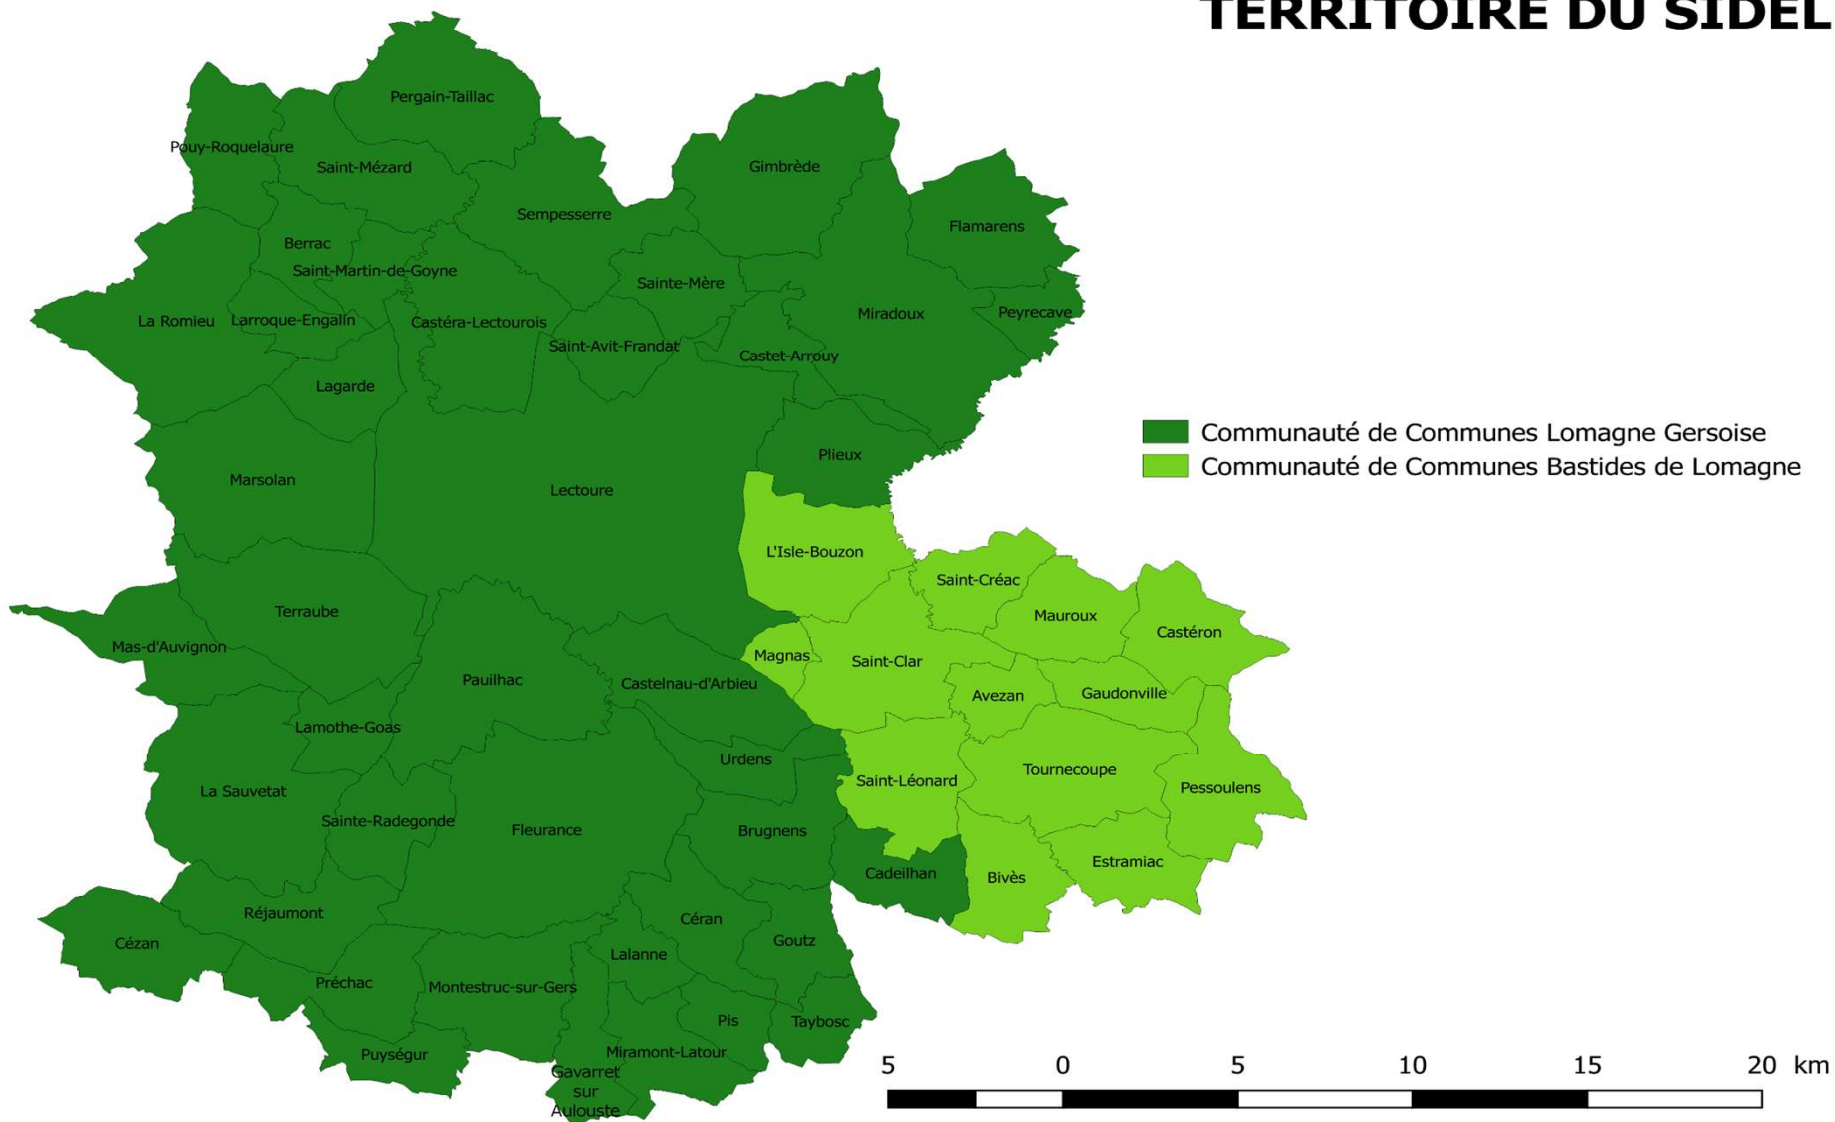 TERRITOIRE DU SIDEL
Pergain-Taillac
Pouy-Roquelaure
Saint-Mézard
Gimbrède
Sempesserre
Flamarens
Berrac
Saint-Martin-de-Goyne
Sainte-Mère
La Romieu
Larroque-Engalin
Castéra-Lectourois
Miradoux
Peyrecave
Saint-Avit-Frandat
Castet-Arrouy
Lagarde
Communauté de Communes Lomagne Gersoise
Communauté de Communes Bastides de Lomagne
Plieux
Marsolan
Lectoure
L'Isle-Bouzon
Saint-Créac
Mauroux
Castéron
Terraube
Mas-d'Auvignon
Magnas
Saint-Clar
Pauilhac
Castelnau-d'Arbieu
Avezan
Gaudonville
Lamothe-Goas
Urdens
Tournecoupe
Saint-Léonard
Pessoulens
La Sauvetat
Sainte-Radegonde
Fleurance
Brugnens
Estramiac
Cadeilhan
Bivès
Réjaumont
Céran
Cézan
Goutz
Lalanne
Préchac
Montestruc-sur-Gers
Pis
Taybosc
Puységur
Miramont-Latour
Gavarret
sur
Aulouste
5 0 5 10 15 20 km